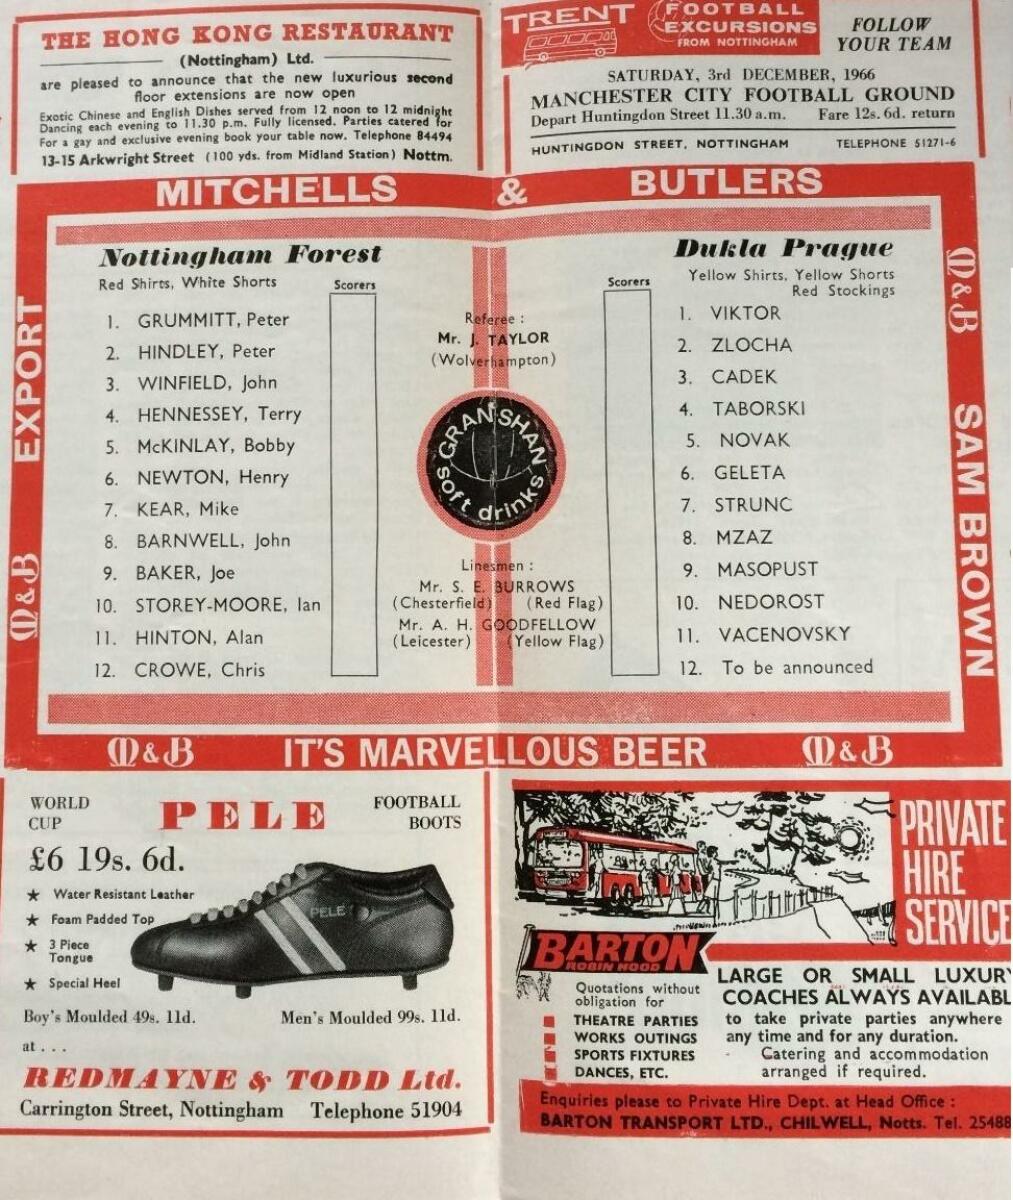 THE HONG KONG RESTAURANT
(Nottingham) Ltd.
are pleased to announce that the new luxurious second
floor extensions are now open
Exotic Chinese and English Dishes served from 12 noon to 12 midnight
Dancing each evening to 11.30 p.m. Fully licensed. Parties catered for
For a gay and exclusive evening book your table now. Telephone 84494
13-15 Arkwright Street (100 yds. from Midland Station) Nottm.
TRENT FOOTBALL
EXCURSIONS
FROM NOTTINGHAM
FOLLOW
YOUR TEAM
SATURDAY, 3rd DECEMBER, 1966
MANCHESTER CITY FOOTBALL GROUND
Depart Huntingdon Street 11.30 a.m. Fare 12s. 6d. return
HUNTINGDON STREET, NOTTINGHAM TELEPHONE 51271-6
MITCHELLS & BUTLERS
EXPORT
M&B
Nottingham Forest
Red Shirts, White Shorts
Scorers
1. GRUMMITT, Peter
2. HINDLEY, Peter
3. WINFIELD, John
4. HENNESSEY, Terry
5. McKINLAY, Bobby
6. NEWTON, Henry
7. KEAR, Mike
8. BARNWELL, John
9. BAKER, Joe
10. STOREY-MOORE, Ian
11. HINTON, Alan
12. CROWE, Chris
Referee :
Mr. J. TAYLOR
(Wolverhampton)
GRANSHAN
soft drinks
Linesmen :
Mr. S. E. BURROWS
(Chesterfield) (Red Flag)
Mr. A. H. GOODFELLOW
(Leicester) (Yellow Flag)
Dukla Prague
Yellow Shirts, Yellow Shorts
Red Stockings
Scorers
1. VIKTOR
2. ZLOCHA
3. CADEK
4. TABORSKI
5. NOVAK
6. GELETA
7. STRUNC
8. MZAZ
9. MASOPUST
10. NEDOROST
11. VACENOVSKY
12. To be announced
M&B
SAM BROWN
M&B IT'S MARVELLOUS BEER M&B
WORLD
CUP
PELE
FOOTBALL
BOOTS
£6 19s. 6d.
★ Water Resistant Leather
★ Foam Padded Top
★ 3 Piece
Tongue
★ Special Heel
PELE
Boy's Moulded 49s. 11d. Men's Moulded 99s. 11d.
at . . .
REDMAYNE & TODD Ltd.
Carrington Street, Nottingham Telephone 51904
PRIVATE
HIRE
SERVICE
BARTON
ROBIN HOOD
Quotations without
obligation for
THEATRE PARTIES
WORKS OUTINGS
SPORTS FIXTURES
DANCES, ETC.
LARGE OR SMALL LUXURY
COACHES ALWAYS AVAILABL
to take private parties anywhere
any time and for any duration.
Catering and accommodation
arranged if required.
Enquiries please to Private Hire Dept. at Head Office :
BARTON TRANSPORT LTD., CHILWELL, Notts. Tel. 25488